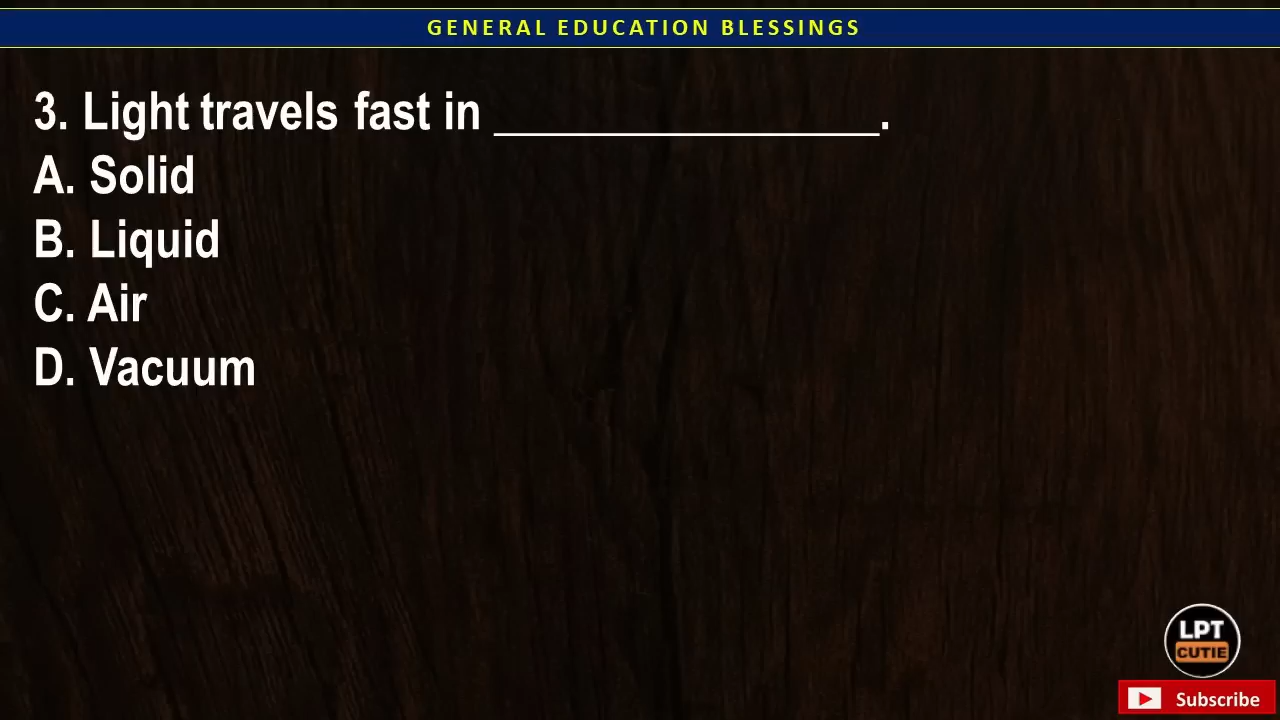 GENERAL EDUCATION BLESSINGS
3. Light travels fast in ________________.
A. Solid
B. Liquid
C. Air
D. Vacuum
LPT
CUTIE
Subscribe